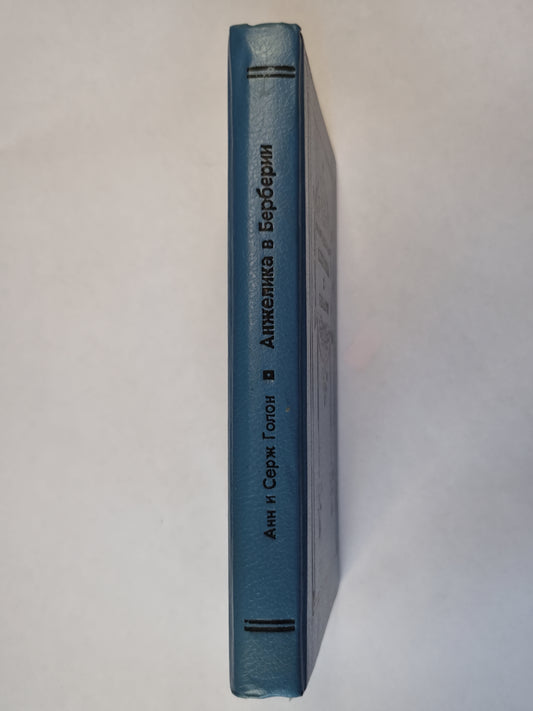 Анн и Серж Голон ▪ Анжелика в Берберии